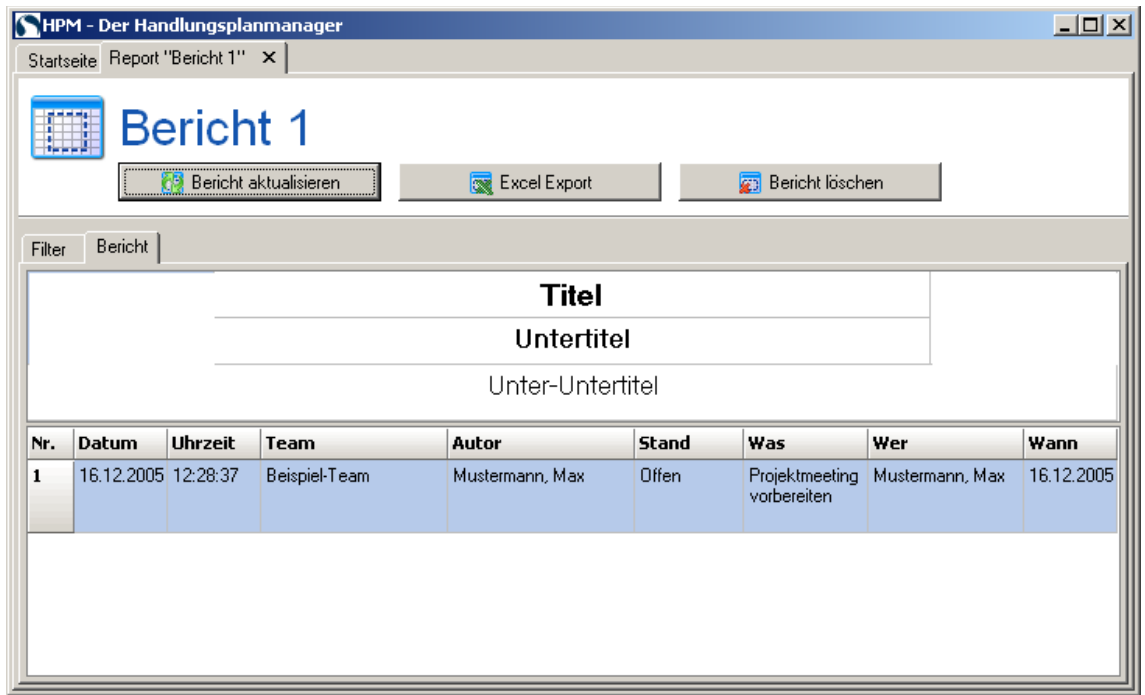 HPM - Der Handlungsplanmanager
Startseite Report "Bericht 1"
Bericht 1
Bericht aktualisieren Excel Export Bericht löschen
Filter Bericht
Titel
Untertitel
Unter-Untertitel
Nr. Datum Uhrzeit Team Autor Stand Was Wer Wann
1 16.12.2005 12:28:37 Beispiel-Team Mustermann, Max Offen Projektmeeting Mustermann, Max 16.12.2005
vorbereiten